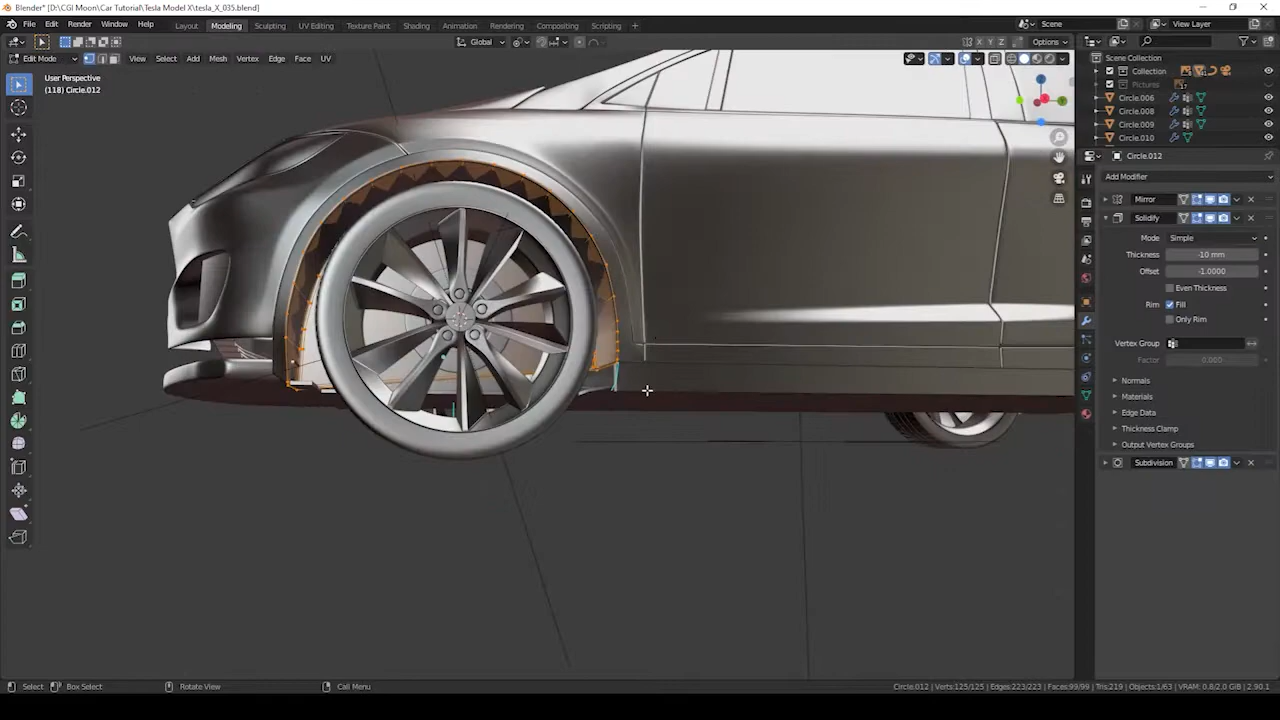 Blender* [D:\CGI Moon\Car Tutorial\Tesla Model X\tesla_X_035.blend]
File Edit Render Window Help Layout Modeling Sculpting UV Editing Texture Paint Shading Animation Rendering Compositing Scripting + Scene View Layer
Global X Y Z Options
Edit Mode View Select Add Mesh Vertex Edge Face UV
User Perspective
(118) Circle.012
Scene Collection
Collection
Pictures
Circle.006
Circle.008
Circle.009
Circle.010
Circle.012
Add Modifier
Mirror
Solidify
Mode Simple
Thickness -10 mm
Offset -1.0000
Even Thickness
Rim Fill
Only Rim
Vertex Group
Factor 0.000
Normals
Materials
Edge Data
Thickness Clamp
Output Vertex Groups
Subdivision
Select Box Select Rotate View Call Menu Circle.012 | Verts:125/125 | Edges:223/223 | Faces:99/99 | Tris:219 | Objects:1/63 | VRAM: 0.8/2.0 GiB | 2.90.1